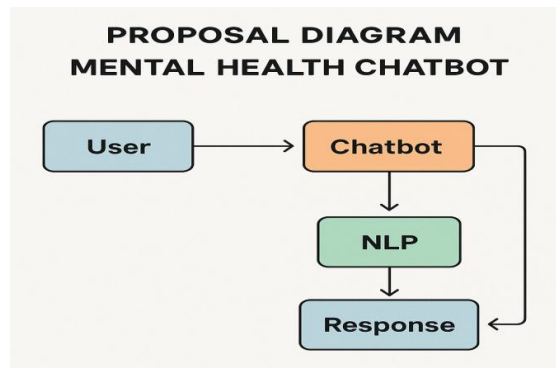 PROPOSAL DIAGRAM
MENTAL HEALTH CHATBOT
User
Chatbot
NLP
Response